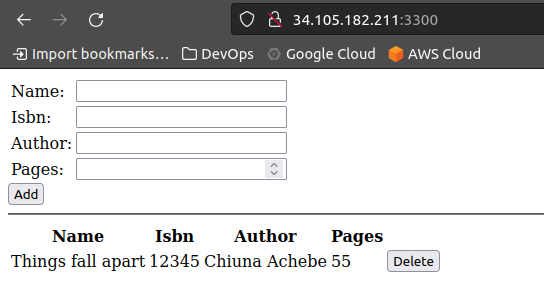 34.105.182.211:3300
Import bookmarks... DevOps Google Cloud AWS Cloud
Name:
Isbn:
Author:
Pages:
Add
Name Isbn Author Pages
Things fall apart 12345 Chiuna Achebe 55 Delete